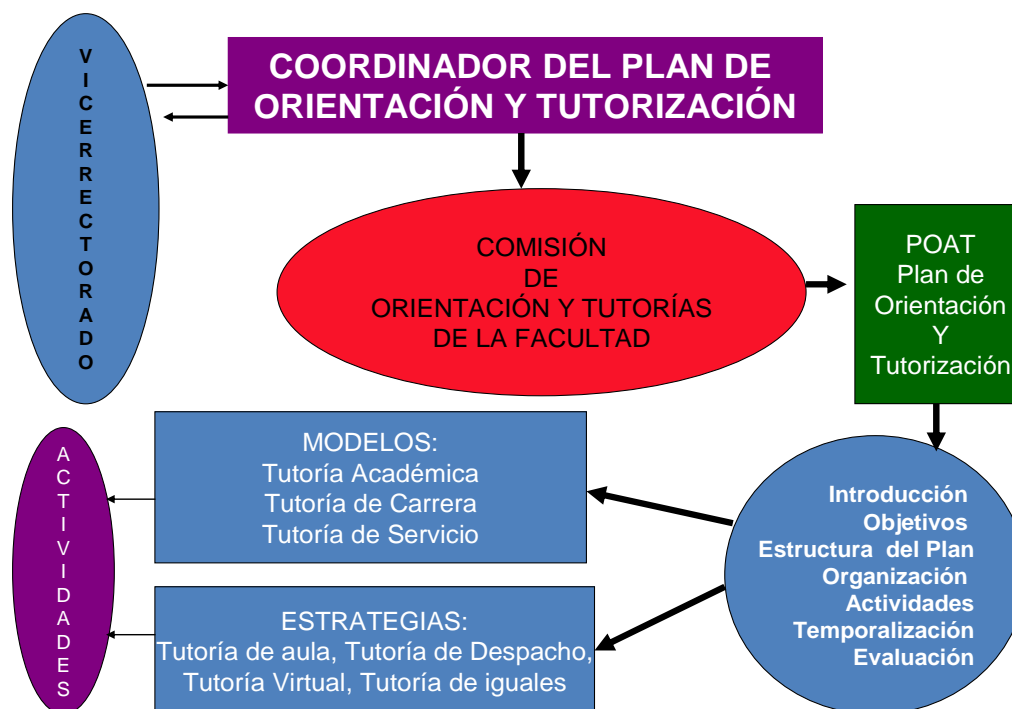 VICERRECTORADO
COORDINADOR DEL PLAN DE
ORIENTACIÓN Y TUTORIZACIÓN
COMISIÓN
DE
ORIENTACIÓN Y TUTORÍAS
DE LA FACULTAD
POAT
Plan de
Orientación
Y
Tutorización
Introducción
Objetivos
Estructura del Plan
Organización
Actividades
Temporalización
Evaluación
MODELOS:
Tutoría Académica
Tutoría de Carrera
Tutoría de Servicio
ESTRATEGIAS:
Tutoría de aula, Tutoría de Despacho,
Tutoría Virtual, Tutoría de iguales
ACTIVIDADES